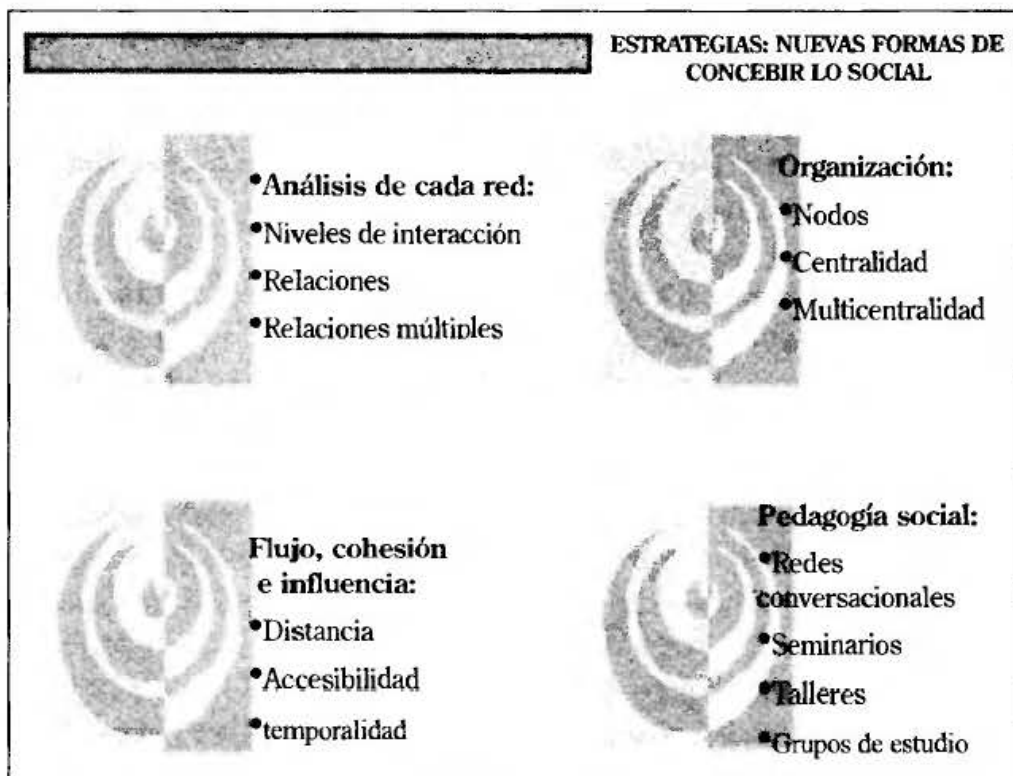 ESTRATEGIAS: NUEVAS FORMAS DE
CONCEBIR LO SOCIAL
•Análisis de cada red:
•Niveles de interacción
•Relaciones
•Relaciones múltiples
Organización:
•Nodos
•Centralidad
•Multicentralidad
Flujo, cohesión
e influencia:
•Distancia
•Accesibilidad
•temporalidad
Pedagogía social:
•Redes
conversacionales
•Seminarios
•Talleres
•Grupos de estudio